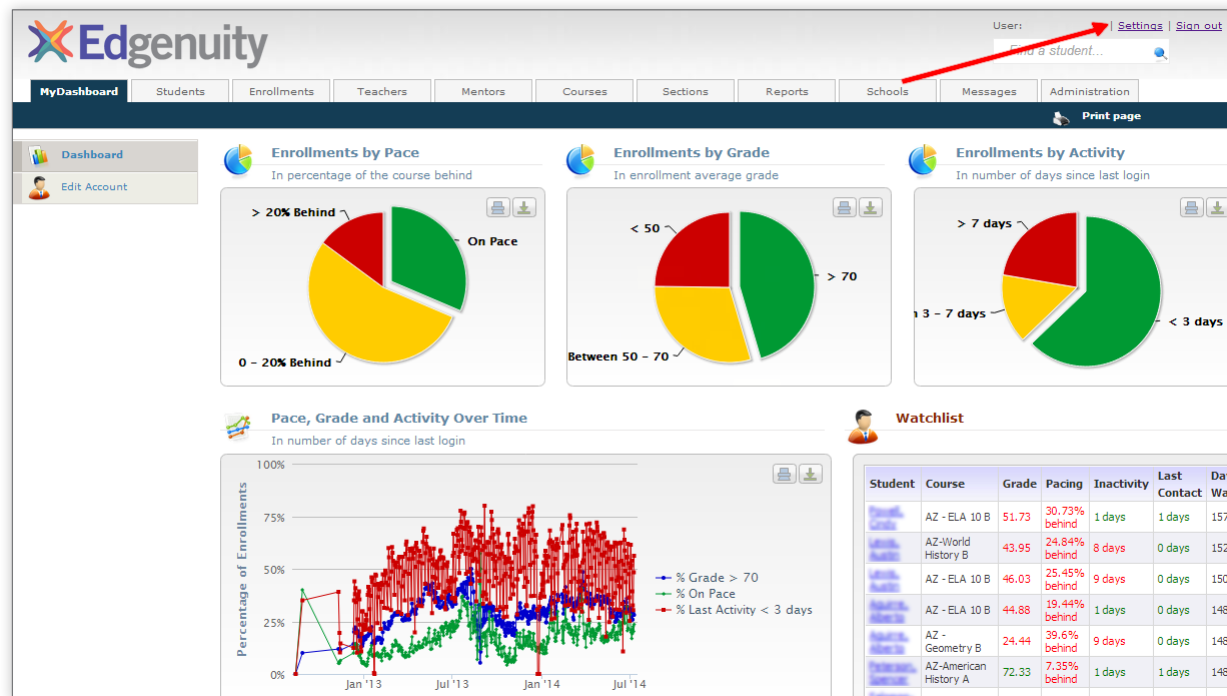 Edgenuity
User: | Settings | Sign out
Find a student...
MyDashboard Students Enrollments Teachers Mentors Courses Sections Reports Schools Messages Administration
Print page
Dashboard
Edit Account
Enrollments by Pace
In percentage of the course behind
> 20% Behind
On Pace
0 – 20% Behind
Enrollments by Grade
In enrollment average grade
< 50
> 70
Between 50 – 70
Enrollments by Activity
In number of days since last login
> 7 days
3 – 7 days
< 3 days
Pace, Grade and Activity Over Time
In number of days since last login
Percentage of Enrollments
100%
75%
50%
25%
0%
Jan '13 Jul '13 Jan '14 Jul '14
% Grade > 70
% On Pace
% Last Activity < 3 days
Watchlist
Student Course Grade Pacing Inactivity Last Contact
AZ - ELA 10 B 51.73 30.73% behind 1 days 1 days 157
AZ-World History B 43.95 24.84% behind 8 days 0 days 152
AZ - ELA 10 B 46.03 25.45% behind 9 days 0 days 150
AZ - ELA 10 B 44.88 19.44% behind 1 days 0 days 148
AZ - Geometry B 24.44 39.6% behind 9 days 0 days 148
AZ-American History A 72.33 7.35% behind 1 days 1 days 148